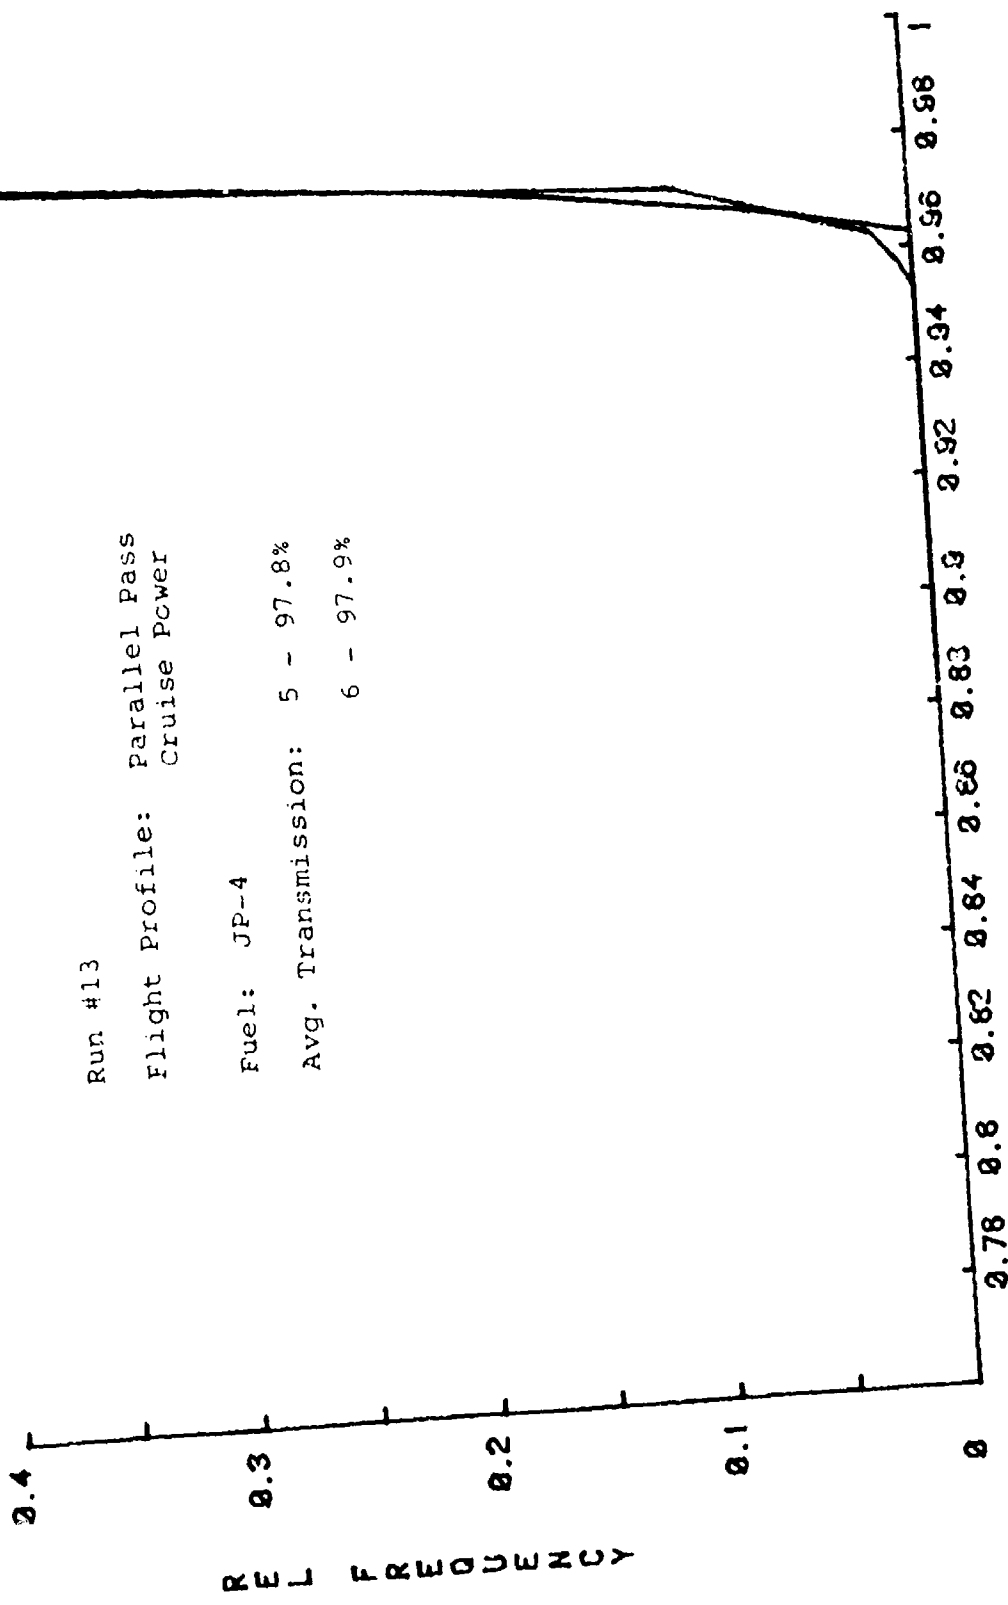 Run #13
Flight Profile: Parallel Pass
Cruise Power
Fuel: JP-4
Avg. Transmission: 5 - 97.8%
6 - 97.9%
REL FREQUENCY
0.4
0.3
0.2
0.1
0
0.78 0.8 0.82 0.84 0.86 0.88 0.9 0.92 0.94 0.96 0.98 1